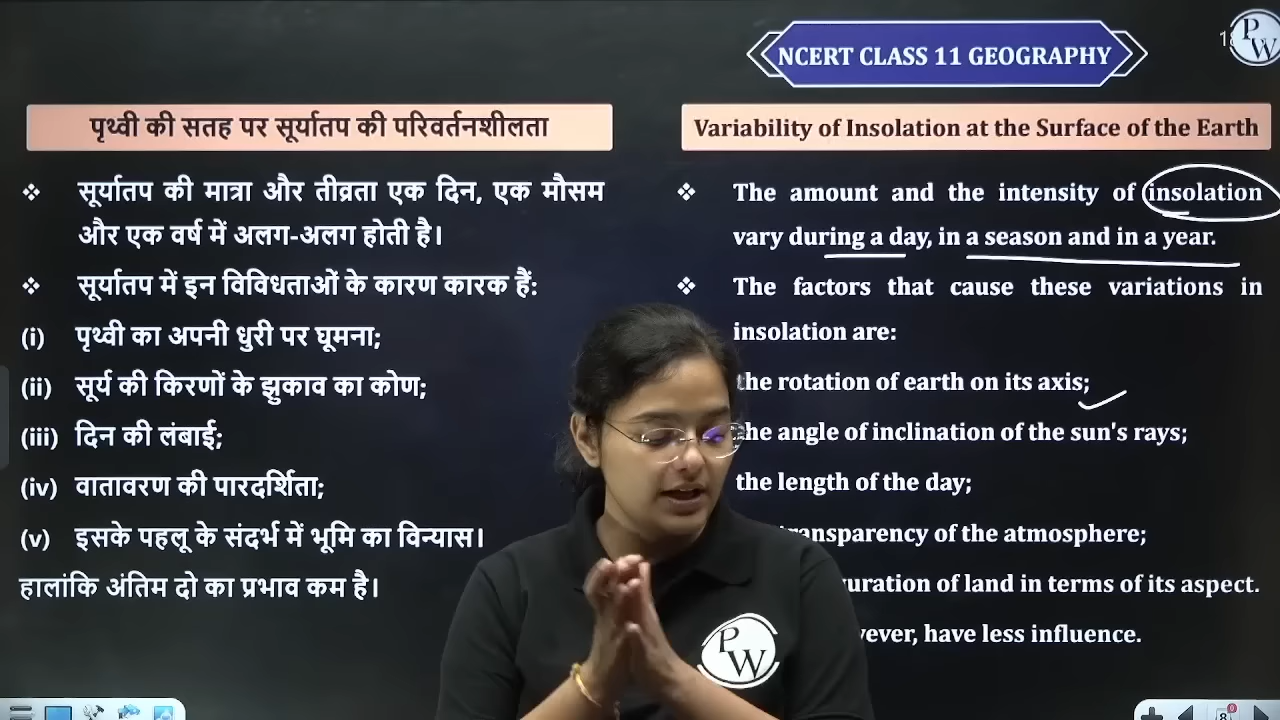 NCERT CLASS 11 GEOGRAPHY
PW
पृथ्वी की सतह पर सूर्यातप की परिवर्तनशीलता
❖ सूर्यातप की मात्रा और तीव्रता एक दिन, एक मौसम
और एक वर्ष में अलग-अलग होती है।
❖ सूर्यातप में इन विविधताओं के कारण कारक हैं:
(i) पृथ्वी का अपनी धुरी पर घूमना;
(ii) सूर्य की किरणों के झुकाव का कोण;
(iii) दिन की लंबाई;
(iv) वातावरण की पारदर्शिता;
(v) इसके पहलू के संदर्भ में भूमि का विन्यास।
हालांकि अंतिम दो का प्रभाव कम है।
Variability of Insolation at the Surface of the Earth
❖ The amount and the intensity of insolation
vary during a day, in a season and in a year.
❖ The factors that cause these variations in
insolation are:
the rotation of earth on its axis;
the angle of inclination of the sun's rays;
the length of the day;
of the atmosphere;
of land in terms of its aspect.
have less influence.
PW
8